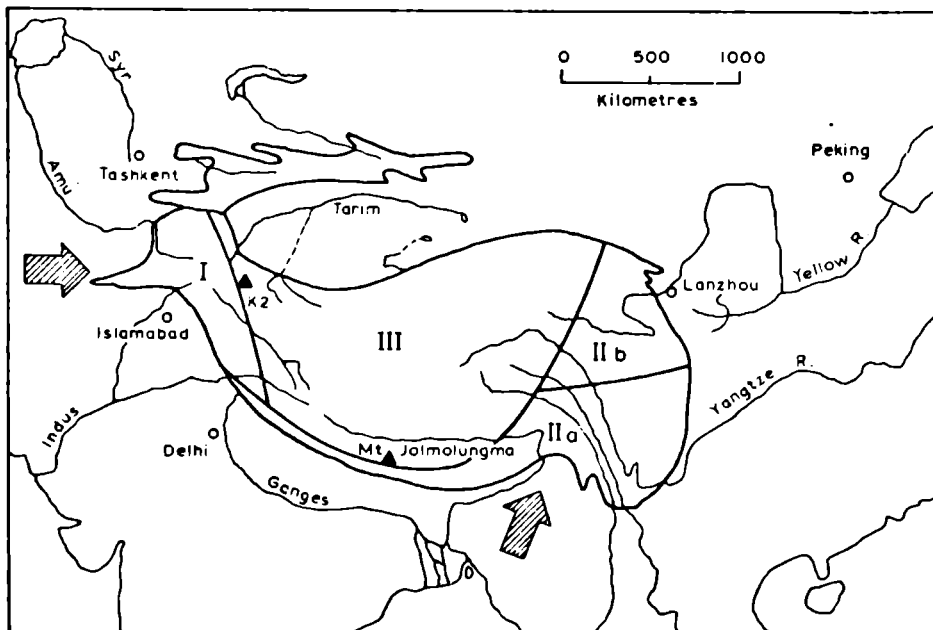 0 500 1000
Kilometres
Syr
Amu
Tashkent
Peking
Tarim
I
K2
Lanzhou
Yellow R
Islamabad
III
II b
Indus
Delhi
Mt Jolmolungma
II a
Yangtze R.
Ganges